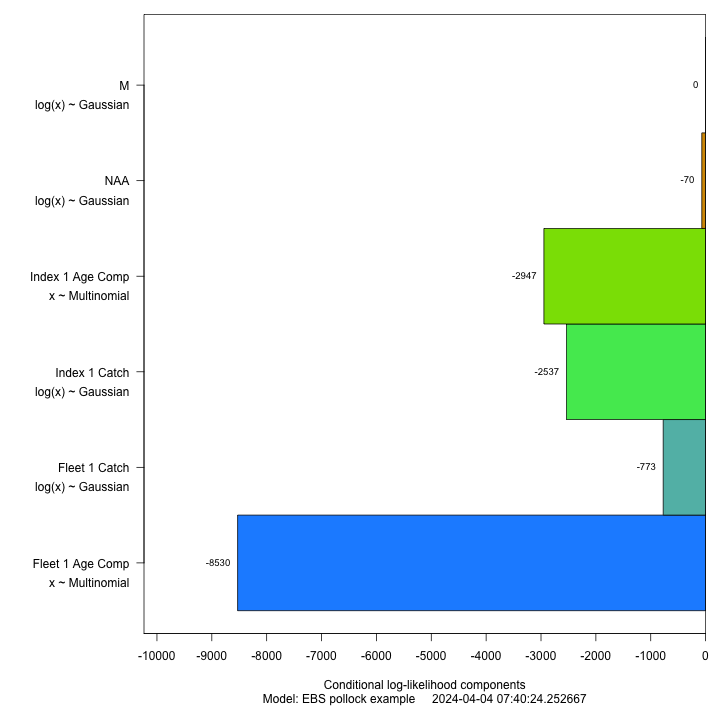 M
log(x) ~ Gaussian
0
NAA
log(x) ~ Gaussian
-70
Index 1 Age Comp
x ~ Multinomial
-2947
Index 1 Catch
log(x) ~ Gaussian
-2537
Fleet 1 Catch
log(x) ~ Gaussian
-773
Fleet 1 Age Comp
x ~ Multinomial
-8530
-10000 -9000 -8000 -7000 -6000 -5000 -4000 -3000 -2000 -1000 0
Conditional log-likelihood components
Model: EBS pollock example 2024-04-04 07:40:24.252667